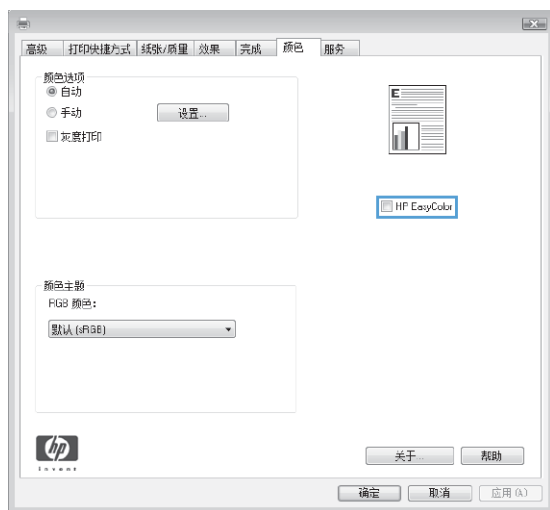 高级 打印快捷方式 纸张/质量 效果 完成 颜色 服务
颜色选项
自动
手动
设置...
灰度打印
E
HP EasyColor
颜色主题
RGB 颜色:
默认 (sRGB)
hp
invent
关于... 帮助
确定 取消 应用(A)